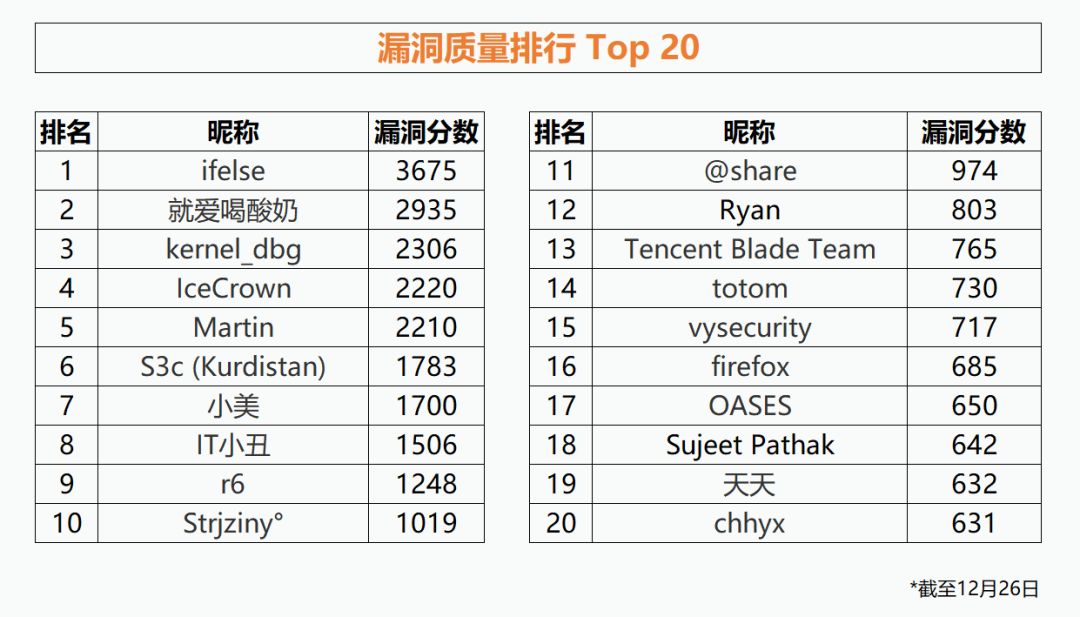 漏洞质量排行 Top 20
排名 昵称 漏洞分数
1 ifelse 3675
2 就爱喝酸奶 2935
3 kernel_dbg 2306
4 IceCrown 2220
5 Martin 2210
6 S3c (Kurdistan) 1783
7 小美 1700
8 IT小丑 1506
9 r6 1248
10 Strjziny° 1019
排名 昵称 漏洞分数
11 @share 974
12 Ryan 803
13 Tencent Blade Team 765
14 totom 730
15 vysecurity 717
16 firefox 685
17 OASES 650
18 Sujeet Pathak 642
19 天天 632
20 chhyx 631
*截至12月26日